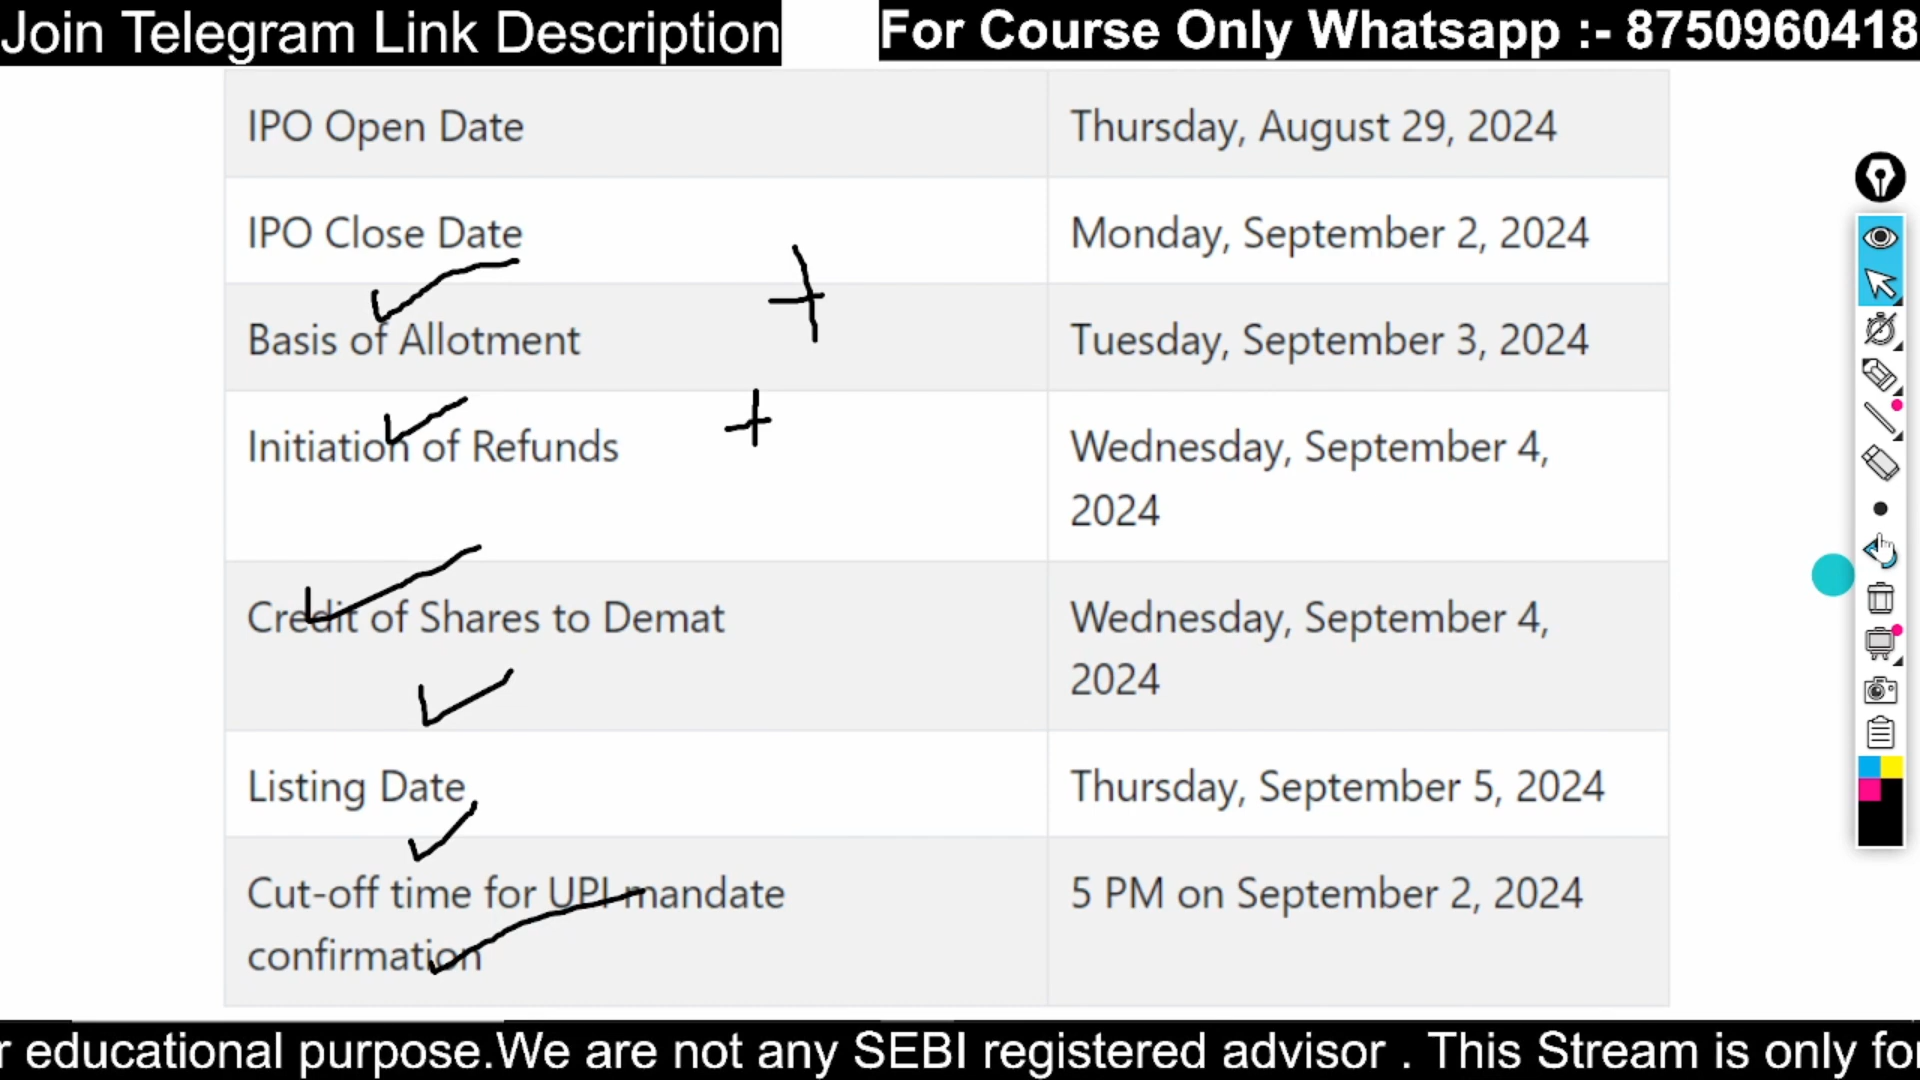 Join Telegram Link Description
For Course Only Whatsapp :- 8750960418
IPO Open Date
Thursday, August 29, 2024
IPO Close Date
Monday, September 2, 2024
Basis of Allotment
Tuesday, September 3, 2024
Initiation of Refunds
Wednesday, September 4,
2024
Credit of Shares to Demat
Wednesday, September 4,
2024
Listing Date
Thursday, September 5, 2024
Cut-off time for UPI mandate
confirmation
5 PM on September 2, 2024
r educational purpose.We are not any SEBI registered advisor . This Stream is only for